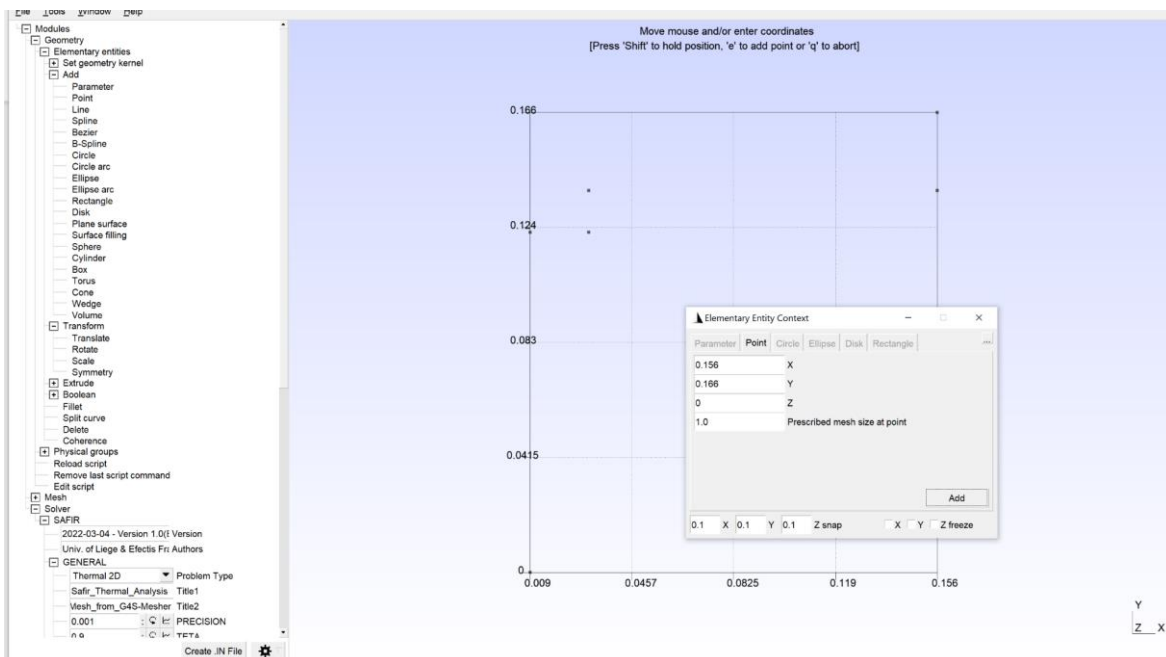 File Tools Window Help
Modules
Geometry
Elementary entities
Set geometry kernel
Add
Parameter
Point
Line
Spline
Bezier
B-Spline
Circle
Circle arc
Ellipse
Ellipse arc
Rectangle
Disk
Plane surface
Surface filling
Sphere
Cylinder
Box
Torus
Cone
Wedge
Volume
Transform
Translate
Rotate
Scale
Symmetry
Extrude
Boolean
Fillet
Split curve
Delete
Coherence
Physical groups
Reload script
Remove last script command
Edit script
Mesh
Solver
SAFIR
2022-03-04 - Version 1.0(E Version
Univ. of Liege & Efectis Fra Authors
GENERAL
Thermal 2D Problem Type
Safir_Thermal_Analysis Title1
Mesh_from_G4S-Mesher Title2
0.001 PRECISION
0.9 TETA
Create .IN File
Move mouse and/or enter coordinates
[Press 'Shift' to hold position, 'e' to add point or 'q' to abort]
0.166
0.124
0.083
0.0415
0
0.009 0.0457 0.0825 0.119 0.156
Elementary Entity Context
Parameter Point Circle Ellipse Disk Rectangle ...
0.156 X
0.166 Y
0 Z
1.0 Prescribed mesh size at point
Add
0.1 X 0.1 Y 0.1 Z snap X Y Z freeze
Y
Z X